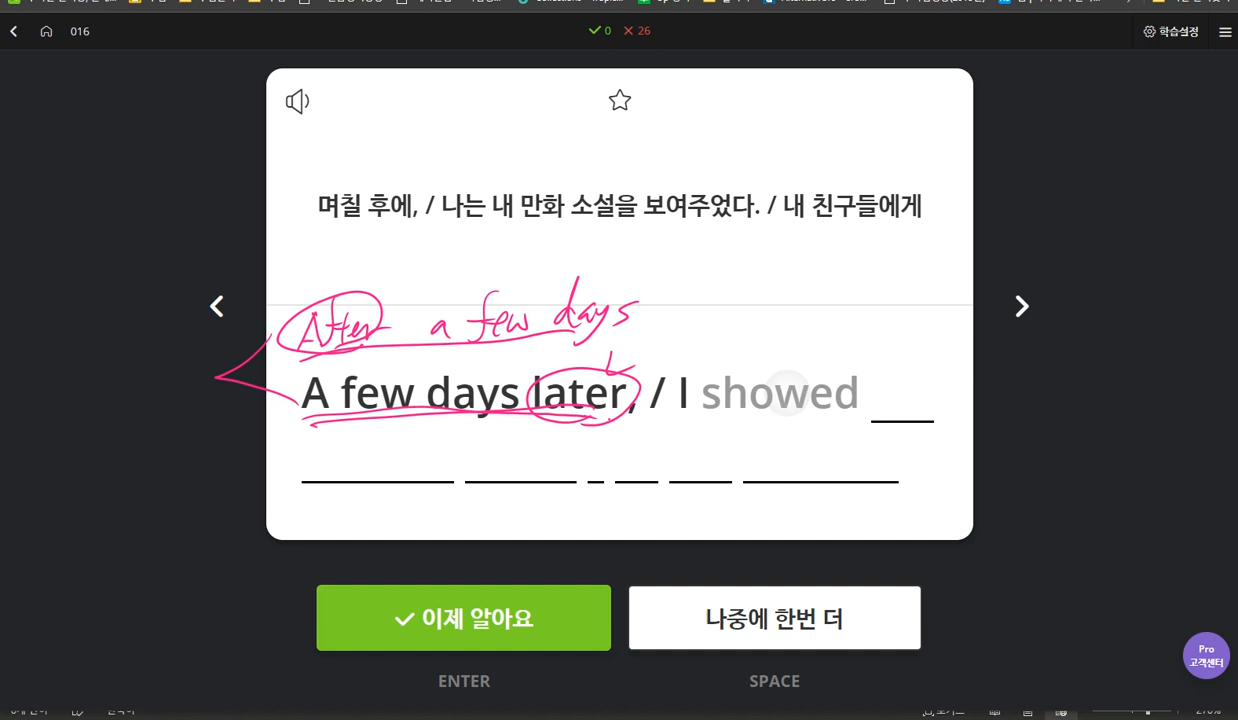 016
0
26
학습설정
며칠 후에, / 나는 내 만화 소설을 보여주었다. / 내 친구들에게
After a few days
A few days later, / I showed
이제 알아요
나중에 한번 더
ENTER
SPACE
Pro
고객센터